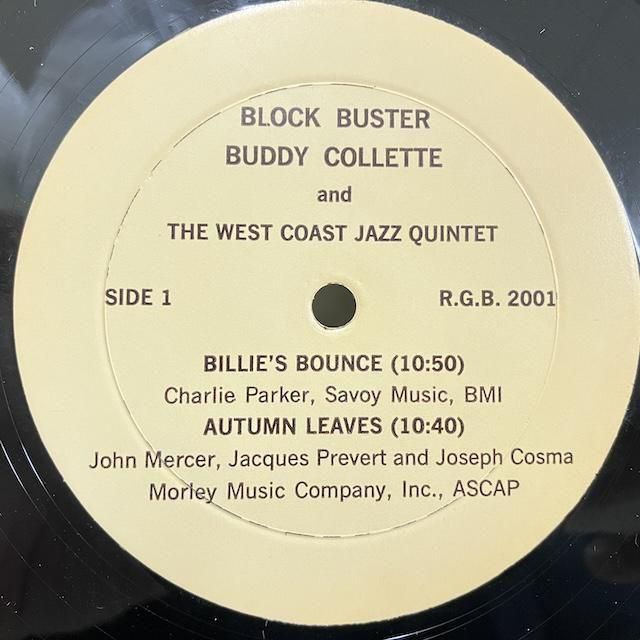 BLOCK BUSTER
BUDDY COLLETTE
and
THE WEST COAST JAZZ QUINTET
SIDE 1
R.G.B. 2001
BILLIE'S BOUNCE (10:50)
Charlie Parker, Savoy Music, BMI
AUTUMN LEAVES (10:40)
John Mercer, Jacques Prevert and Joseph Cosma
Morley Music Company, Inc., ASCAP